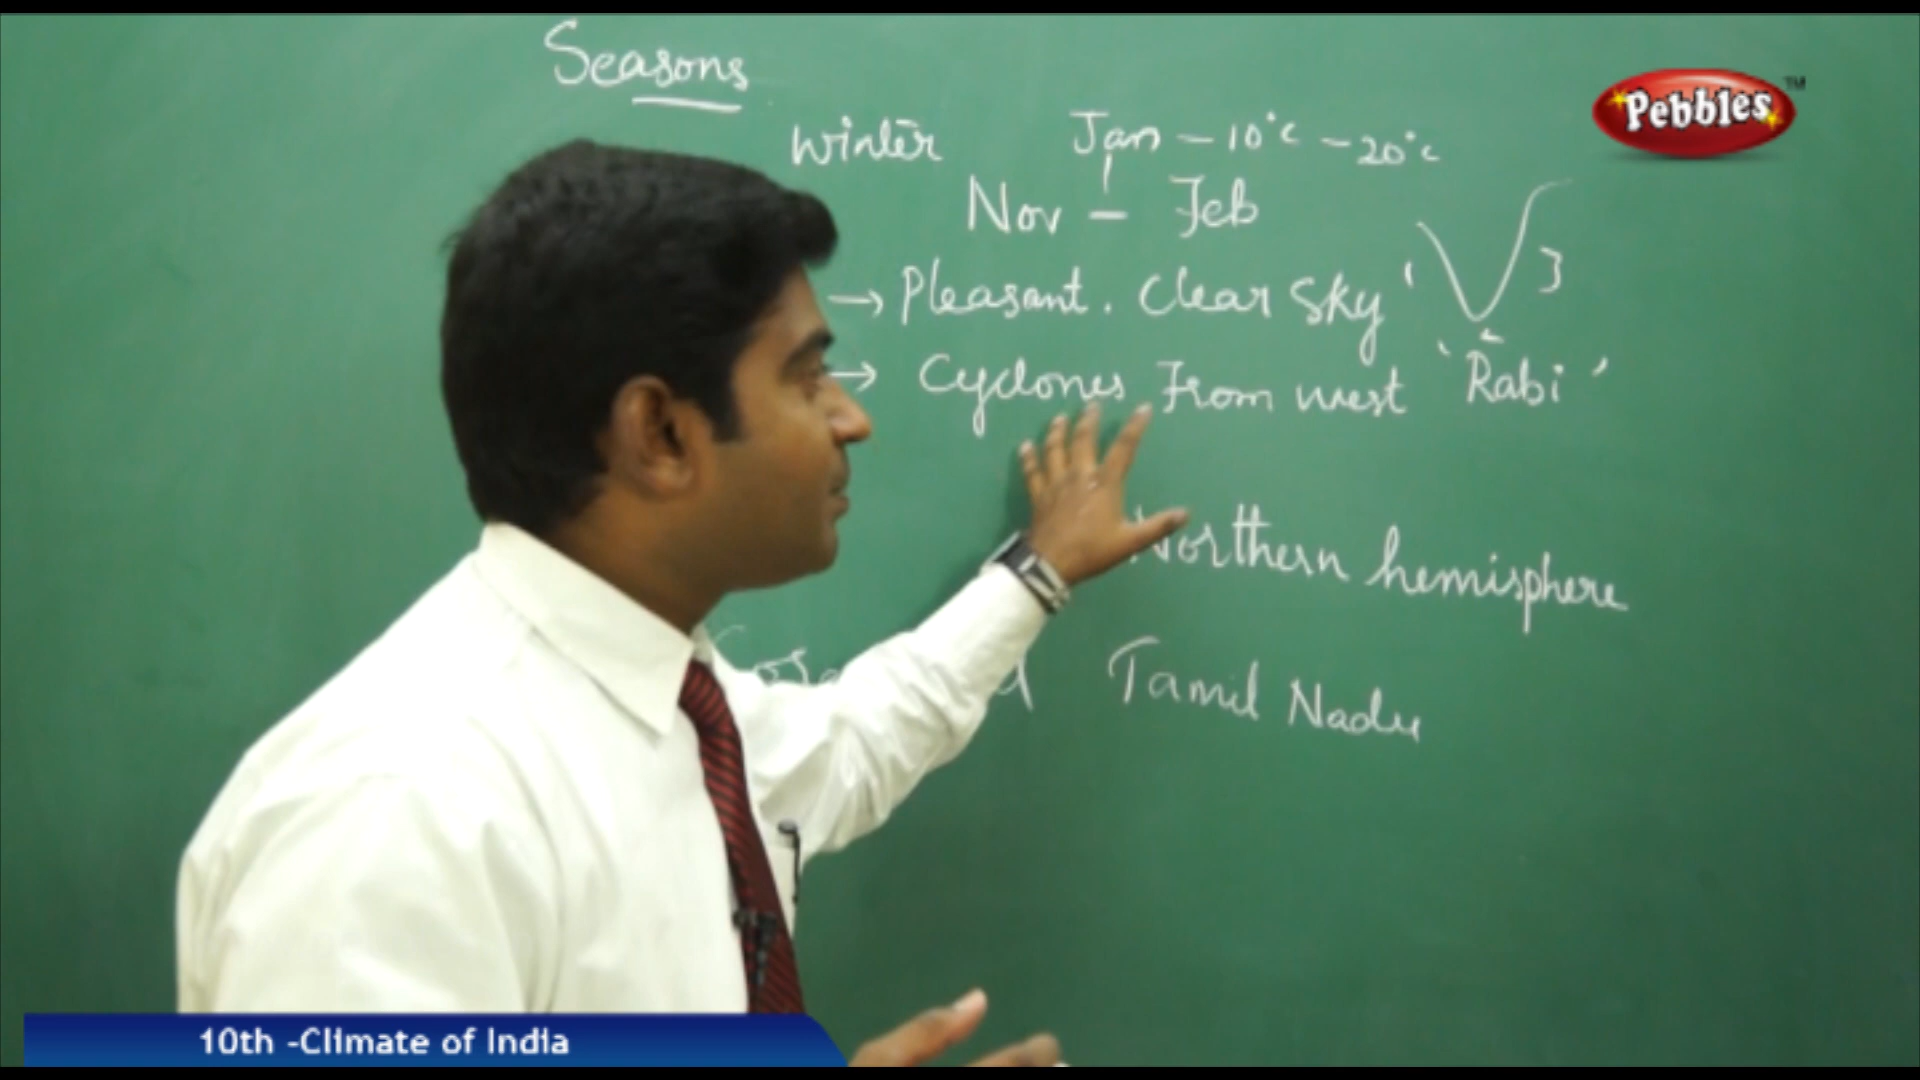 Seasons
Pebbles TM
Winter Jan - 10°C - 20°C
Nov - Feb
→ Pleasant. Clear Sky
→ Cyclones From west 'Rabi'
Northern hemisphere
Tamil Nadu
10th -Climate of India